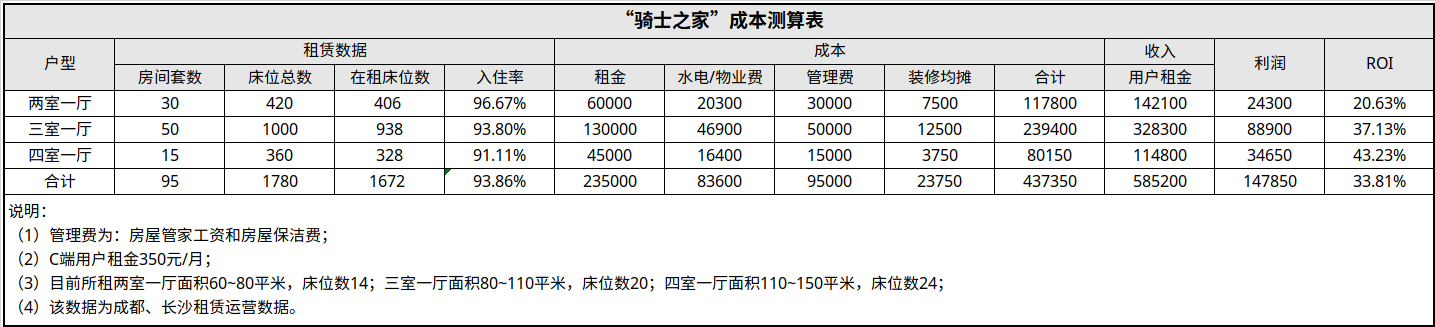 “骑士之家”成本测算表
户型 租赁数据 成本 收入 利润 ROI
房间套数 床位总数 在租床位数 入住率 租金 水电/物业费 管理费 装修均摊 合计 用户租金
两室一厅 30 420 406 96.67% 60000 20300 30000 7500 117800 142100 24300 20.63%
三室一厅 50 1000 938 93.80% 130000 46900 50000 12500 239400 328300 88900 37.13%
四室一厅 15 360 328 91.11% 45000 16400 15000 3750 80150 114800 34650 43.23%
合计 95 1780 1672 93.86% 235000 83600 95000 23750 437350 585200 147850 33.81%
说明：
（1）管理费为：房屋管家工资和房屋保洁费；
（2）C端用户租金350元/月；
（3）目前所租两室一厅面积60~80平米，床位数14；三室一厅面积80~110平米，床位数20；四室一厅面积110~150平米，床位数24；
（4）该数据为成都、长沙租赁运营数据。